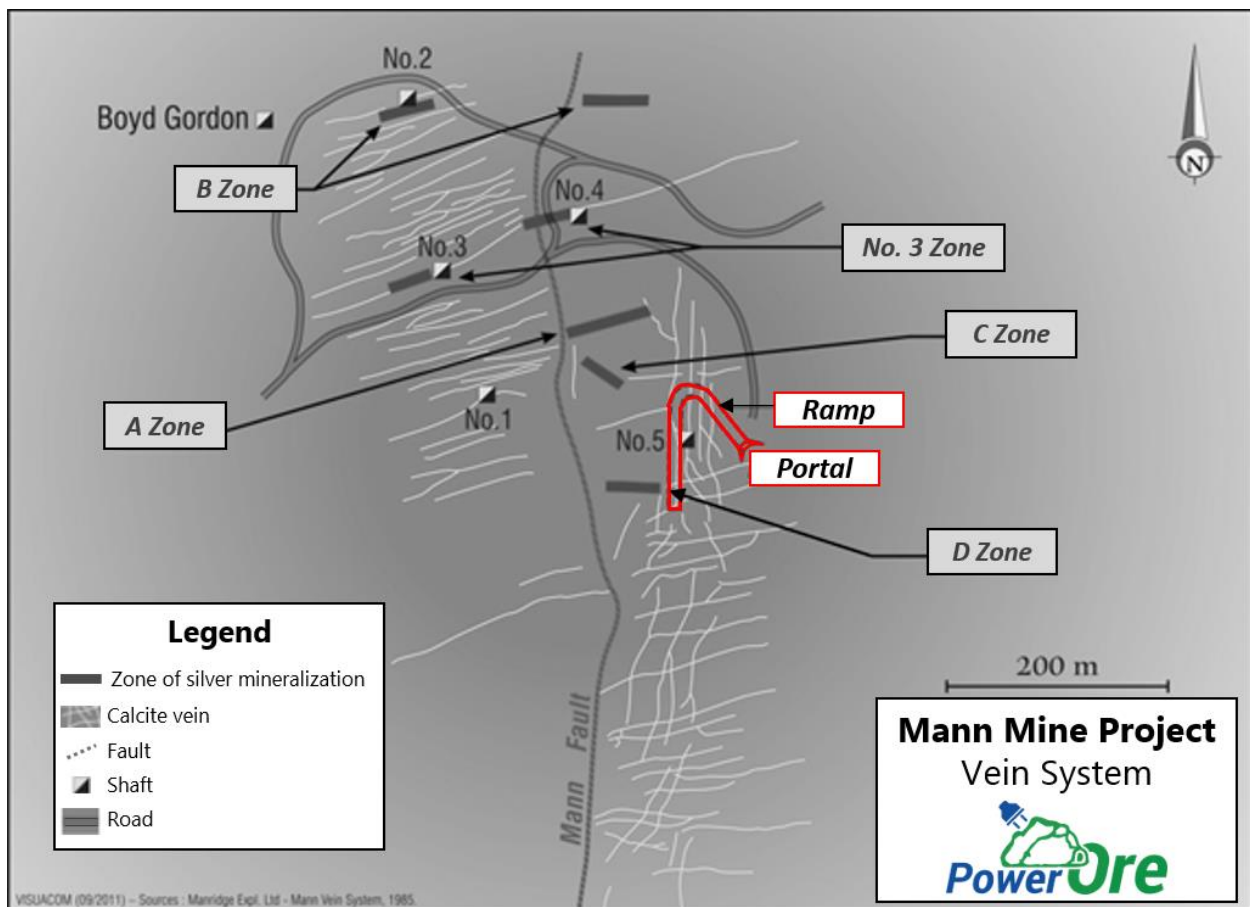 No.2
Boyd Gordon
B Zone
No.4
No. 3 Zone
No.3
C Zone
A Zone
No.1
Ramp
No.5
Portal
D Zone
N
Mann Fault
Legend
Zone of silver mineralization
Calcite vein
Fault
Shaft
Road
200 m
Mann Mine Project
Vein System
PowerOre
VISUACOM (09/2011) – Sources : Manridge Expl. Ltd - Mann Vein System, 1985.